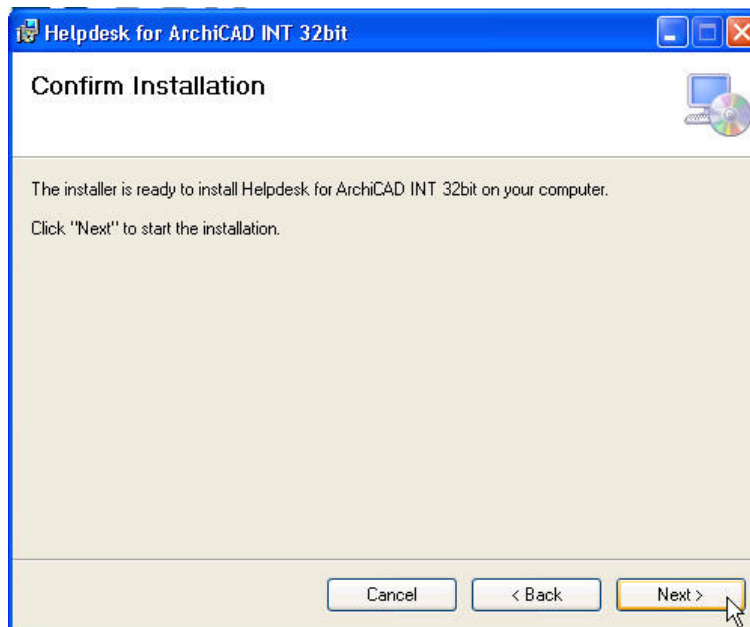 Helpdesk for ArchiCAD INT 32bit
Confirm Installation
The installer is ready to install Helpdesk for ArchiCAD INT 32bit on your computer.
Click "Next" to start the installation.
Cancel
< Back
Next >